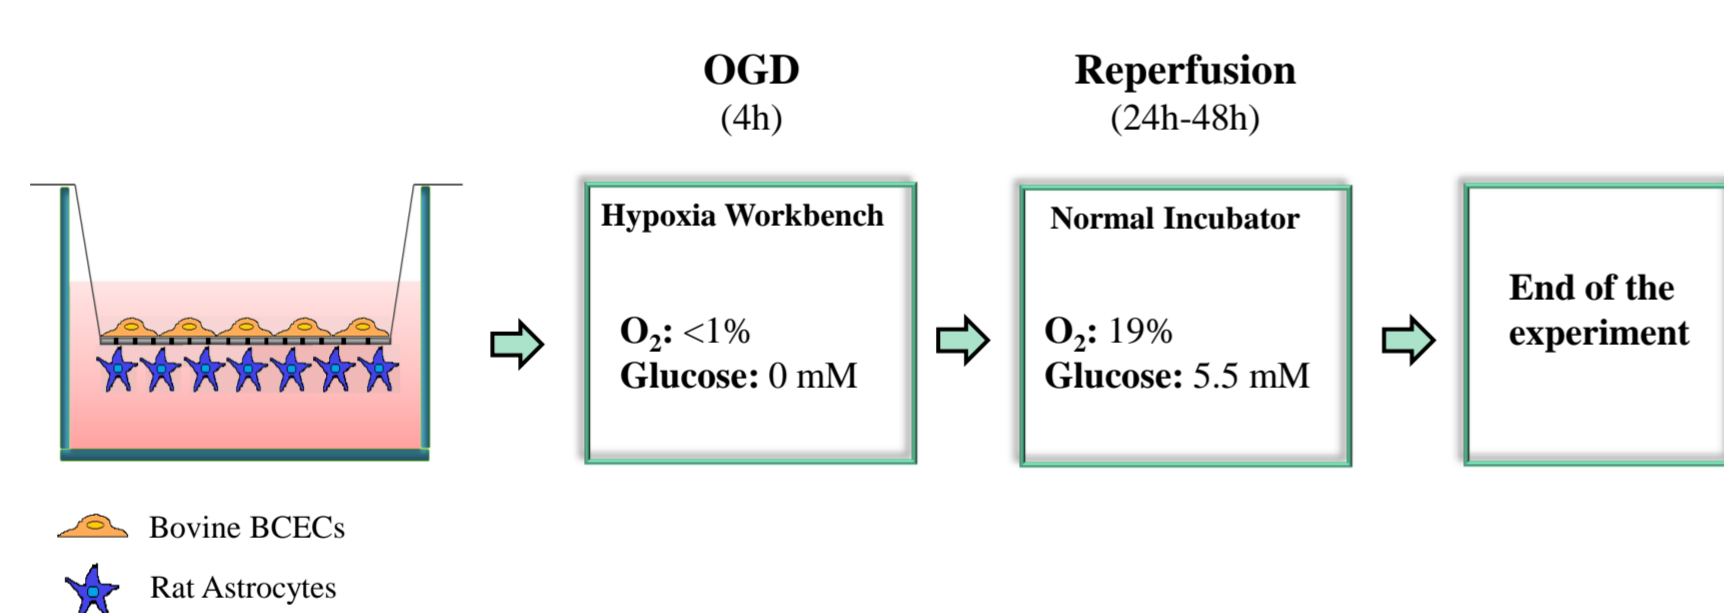 OGD
(4h)
Hypoxia Workbench
O₂: <1%
Glucose: 0 mM
Reperfusion
(24h-48h)
Normal Incubator
O₂: 19%
Glucose: 5.5 mM
End of the
experiment
Bovine BCECs
Rat Astrocytes